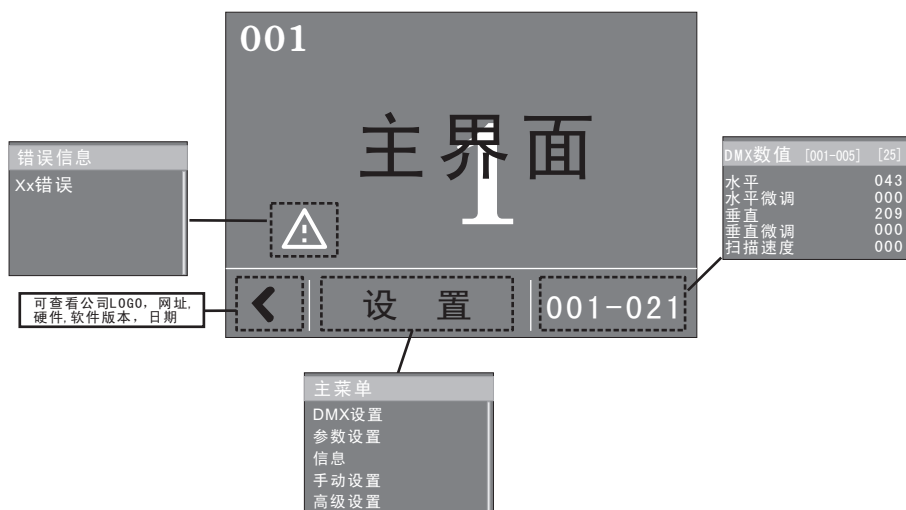 001
主界面
1
错误信息
Xx错误
DMX数值 [001-005] [25]
水平 043
水平微调 000
垂直 209
垂直微调 000
扫描速度 000
可查看公司LOGO，网址，
硬件,软件版本，日期
设 置
001-021
主菜单
DMX设置
参数设置
信息
手动设置
高级设置